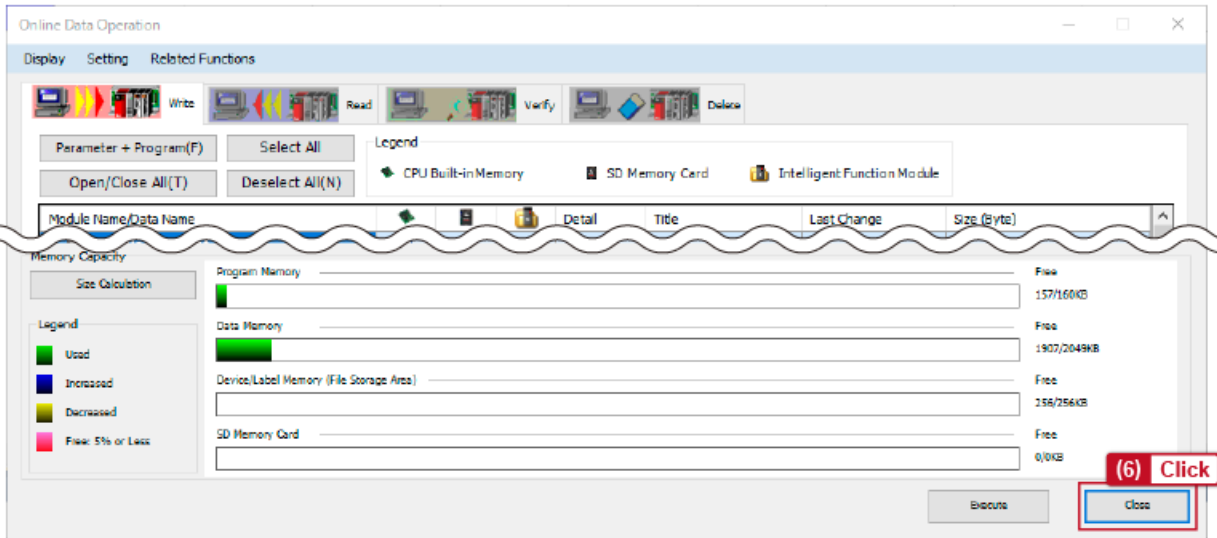 Online Data Operation
Display Setting Related Functions
Write Read Verify Delete
Parameter + Program(F) Select All Legend
CPU Built-in Memory SD Memory Card Intelligent Function Module
Open/Close All(T) Deselect All(N)
Module Name/Data Name Detail Title Last Change Size (Byte)
Memory Capacity
Size Calculation
Program Memory Free
157/160KB
Legend
Data Memory Free
Used
1907/2049KB
Increased
Device/Label Memory (File Storage Area) Free
256/256KB
Decreased
Free: 5% or Less
SD Memory Card Free
0/0KB
(6) Click
Execute Close